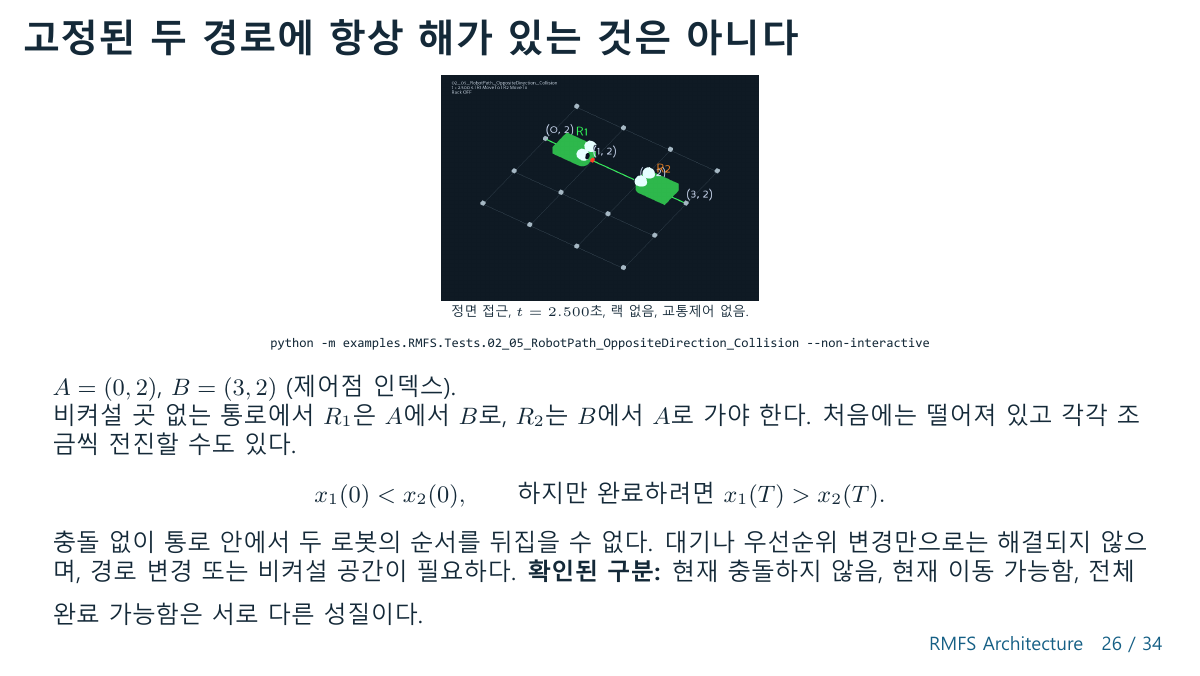 고정된 두 경로에 항상 해가 있는 것은 아니다
02_05_RobotPath_OppositeDirection_Collision
Rack OFF
(0, 2) R1
(1, 2)
R2
(3, 2)
정면 접근, t = 2.500초, 랙 없음, 교통제어 없음.
python -m examples.RMFS.Tests.02_05_RobotPath_OppositeDirection_Collision --non-interactive
A = (0, 2), B = (3, 2) (제어점 인덱스).
비켜설 곳 없는 통로에서 R₁은 A에서 B로, R₂는 B에서 A로 가야 한다. 처음에는 떨어져 있고 각각 조
금씩 전진할 수도 있다.
x₁(0) < x₂(0), 하지만 완료하려면 x₁(T) > x₂(T).
충돌 없이 통로 안에서 두 로봇의 순서를 뒤집을 수 없다. 대기나 우선순위 변경만으로는 해결되지 않으
며, 경로 변경 또는 비켜설 공간이 필요하다. 확인된 구분: 현재 충돌하지 않음, 현재 이동 가능함, 전체
완료 가능함은 서로 다른 성질이다.
RMFS Architecture 26 / 34